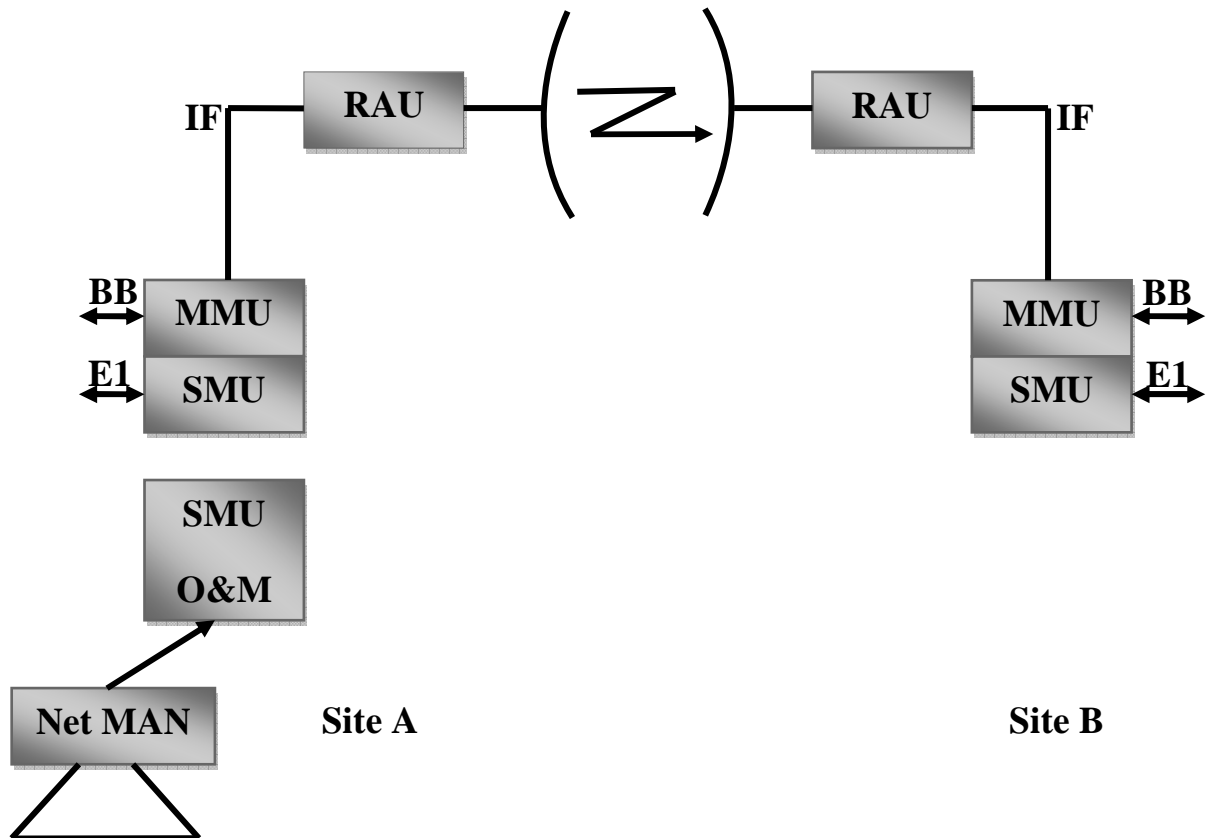 RAU
RAU
IF
IF
BB
MMU
MMU
BB
E1
SMU
SMU
E1
SMU
O&M
Net MAN
Site A
Site B